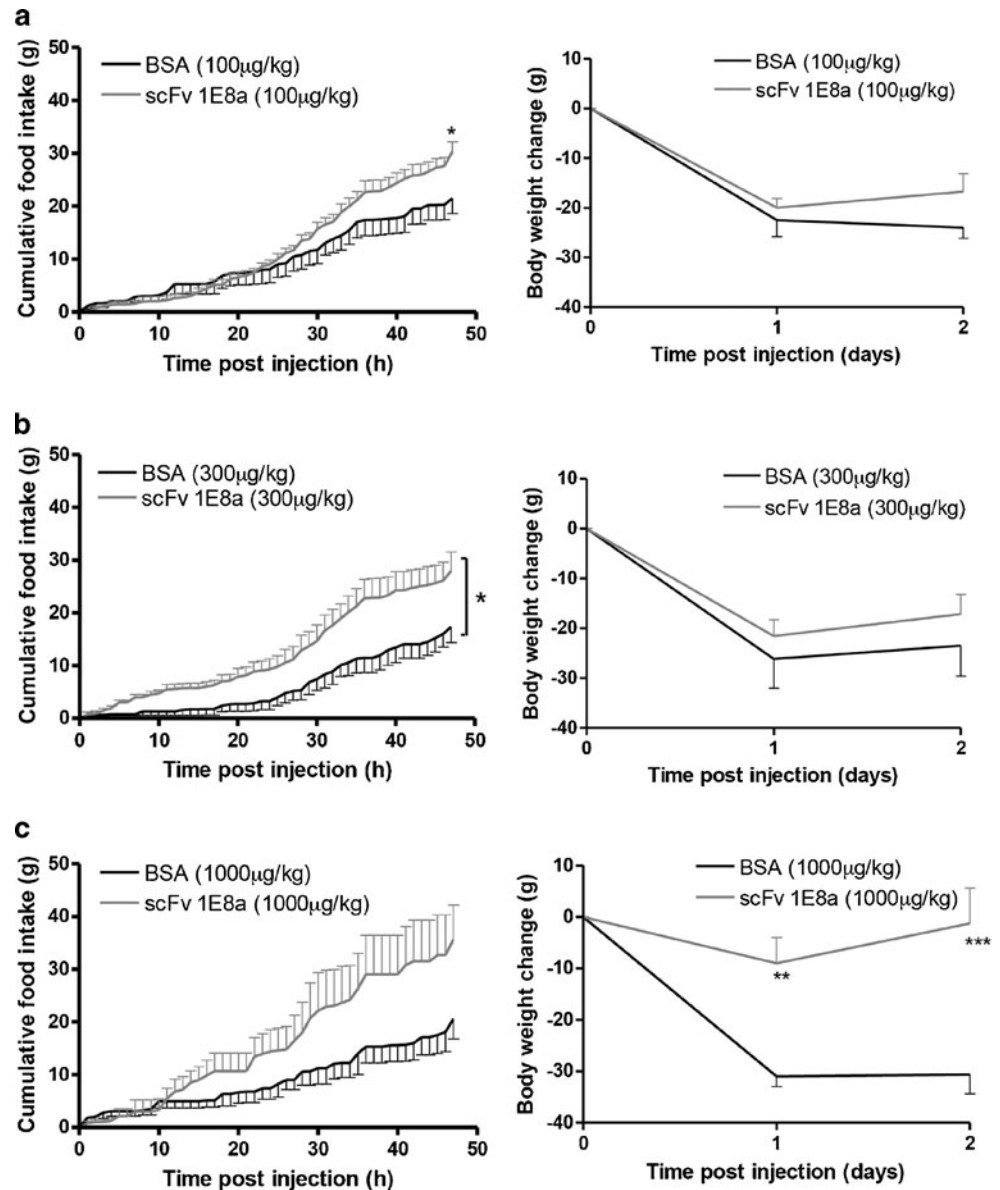 a
Cumulative food intake (g)
50
40
30
20
10
0
BSA (100µg/kg)
scFv 1E8a (100µg/kg)
*
0 10 20 30 40 50
Time post injection (h)
Body weight change (g)
10
0
-10
-20
-30
-40
BSA (100µg/kg)
scFv 1E8a (100µg/kg)
0 1 2
Time post injection (days)
b
Cumulative food intake (g)
50
40
30
20
10
0
BSA (300µg/kg)
scFv 1E8a (300µg/kg)
*
0 10 20 30 40 50
Time post injection (h)
Body weight change (g)
10
0
-10
-20
-30
-40
BSA (300µg/kg)
scFv 1E8a (300µg/kg)
0 1 2
Time post injection (days)
c
Cumulative food intake (g)
50
40
30
20
10
0
BSA (1000µg/kg)
scFv 1E8a (1000µg/kg)
0 10 20 30 40 50
Time post injection (h)
Body weight change (g)
10
0
-10
-20
-30
-40
BSA (1000µg/kg)
scFv 1E8a (1000µg/kg)
**
***
0 1 2
Time post injection (days)